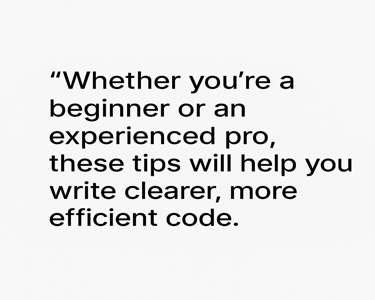 “Whether you’re a
beginner or an
experienced pro,
these tips will help you
write clearer, more
efficient code.